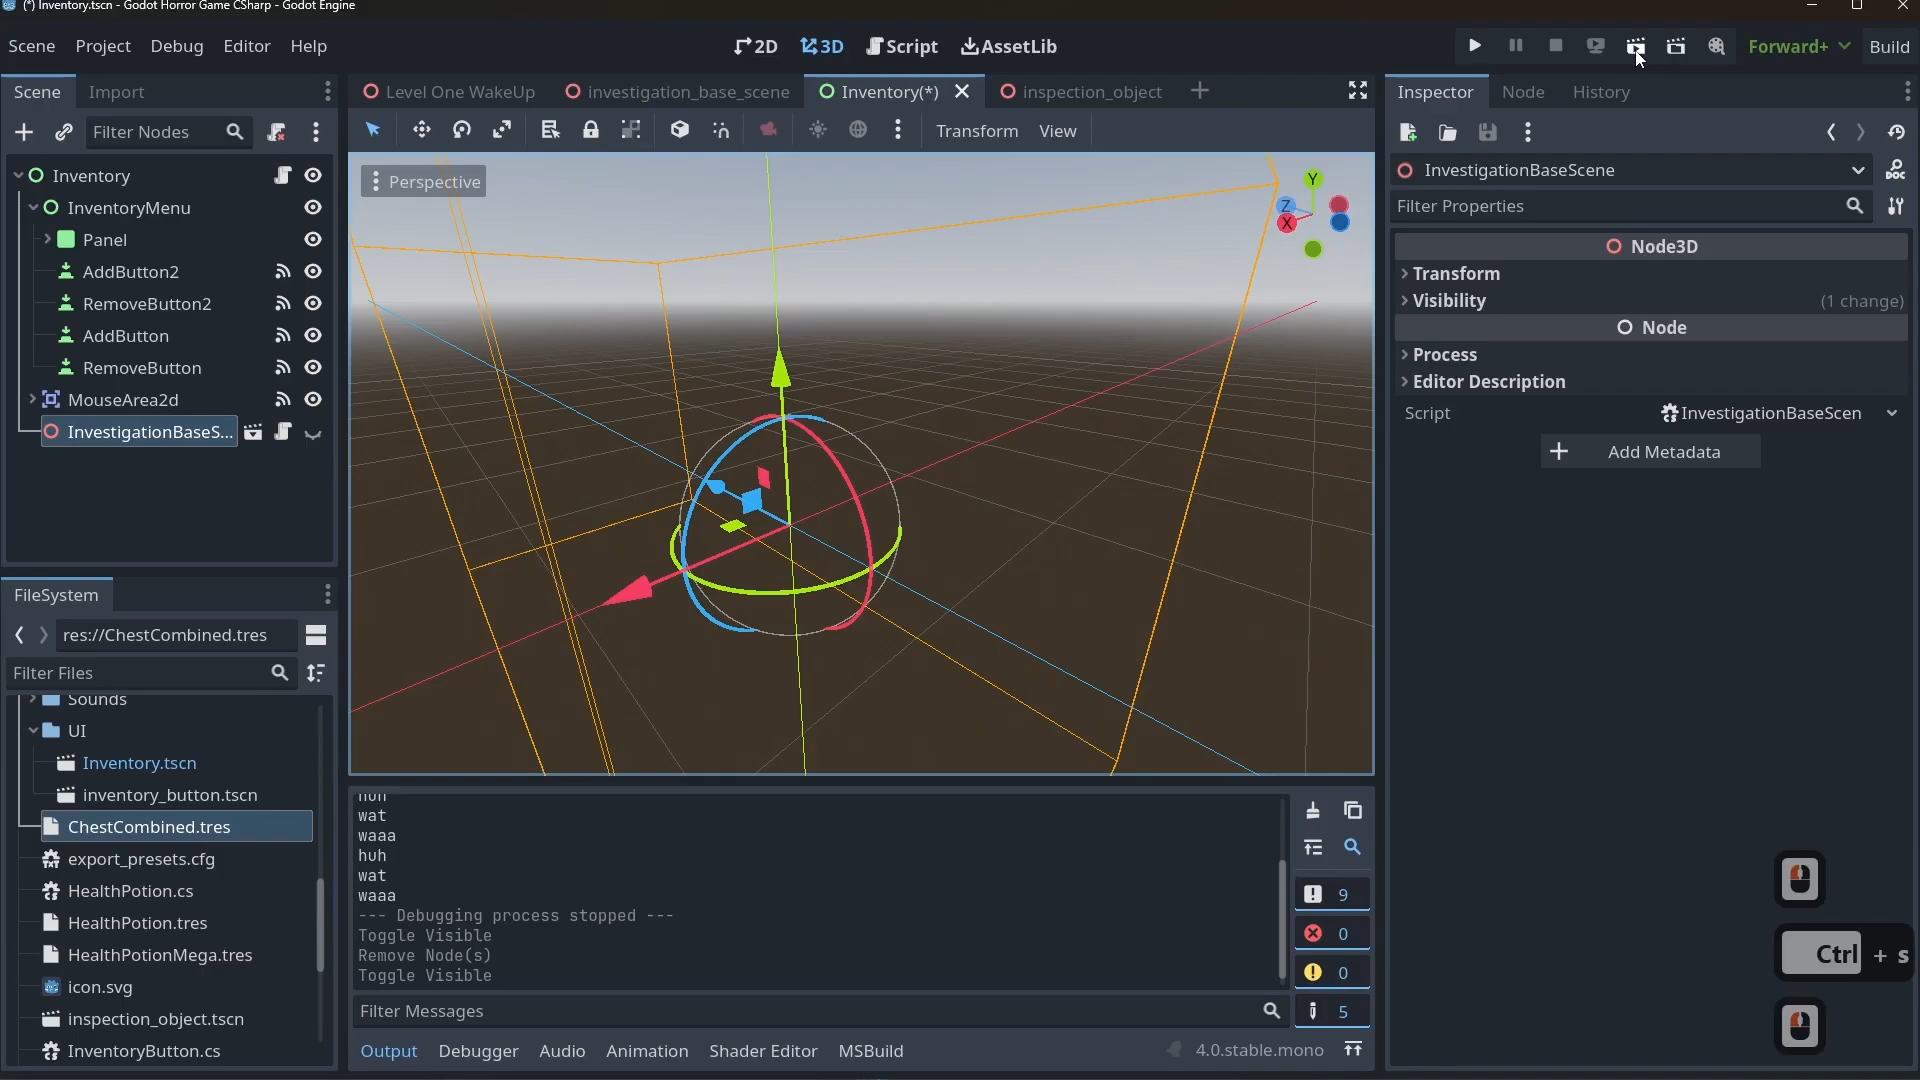 (*) Inventory.tscn - Godot Horror Game CSharp - Godot Engine
Scene Project Debug Editor Help
2D 3D Script AssetLib
Forward+ Build
Scene Import
Level One WakeUp investigation_base_scene Inventory(*) inspection_object
Inspector Node History
Filter Nodes
Transform View
Inventory
InventoryMenu
Panel
AddButton2
RemoveButton2
AddButton
RemoveButton
MouseArea2d
InvestigationBaseS...
Perspective
Y
Z
X
InvestigationBaseScene
DOC
Filter Properties
Node3D
Transform
Visibility (1 change)
Node
Process
Editor Description
Script InvestigationBaseScen
Add Metadata
FileSystem
res://ChestCombined.tres
Filter Files
Sounds
UI
Inventory.tscn
inventory_button.tscn
ChestCombined.tres
export_presets.cfg
HealthPotion.cs
HealthPotion.tres
HealthPotionMega.tres
icon.svg
inspection_object.tscn
InventoryButton.cs
huh
wat
waaa
huh
wat
waaa
--- Debugging process stopped ---
Toggle Visible
Remove Node(s)
Toggle Visible
Filter Messages
9
0
0
5
Output Debugger Audio Animation Shader Editor MSBuild
4.0.stable.mono
Ctrl + s